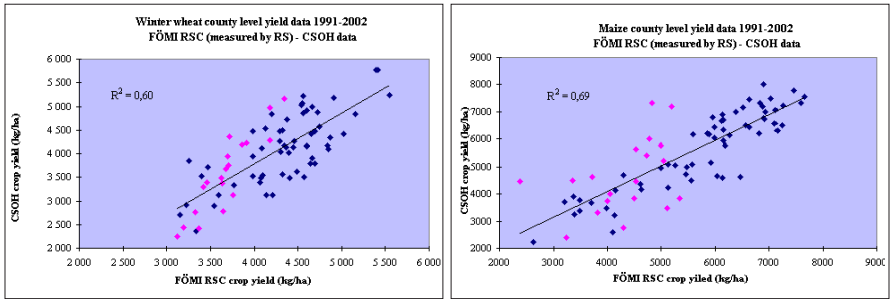 Winter wheat county level yield data 1991-2002
FÖMI RSC (measured by RS) - CSOH data
R² = 0,60
CSOH crop yield (kg/ha)
6 000
5 500
5 000
4 500
4 000
3 500
3 000
2 500
2 000
2 000 2 500 3 000 3 500 4 000 4 500 5 000 5 500 6 000
FÖMI RSC crop yield (kg/ha)
Maize county level yield data 1991-2002
FÖMI RSC (measured by RS) - CSOH data
R² = 0,69
CSOH crop yield (kg/ha)
9000
8000
7000
6000
5000
4000
3000
2000
2000 3000 4000 5000 6000 7000 8000 9000
FÖMI RSC crop yiled (kg/ha)